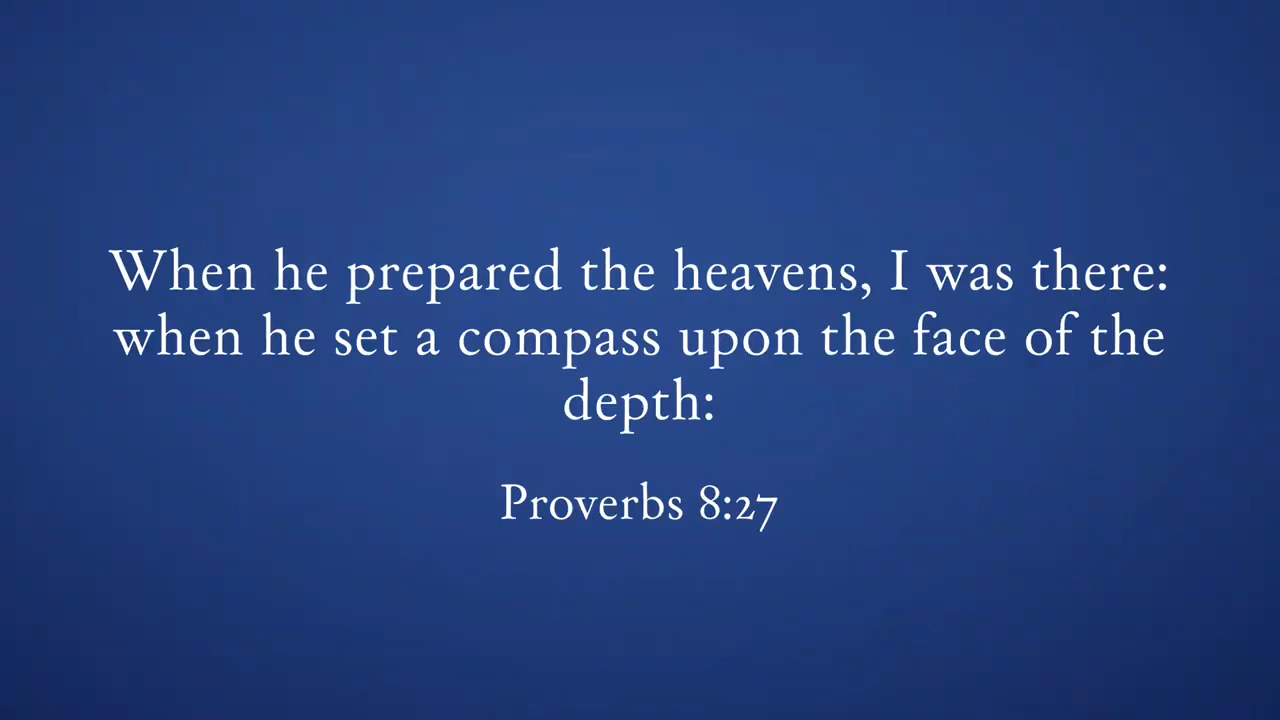 When he prepared the heavens, I was there:
when he set a compass upon the face of the
depth:
Proverbs 8:27